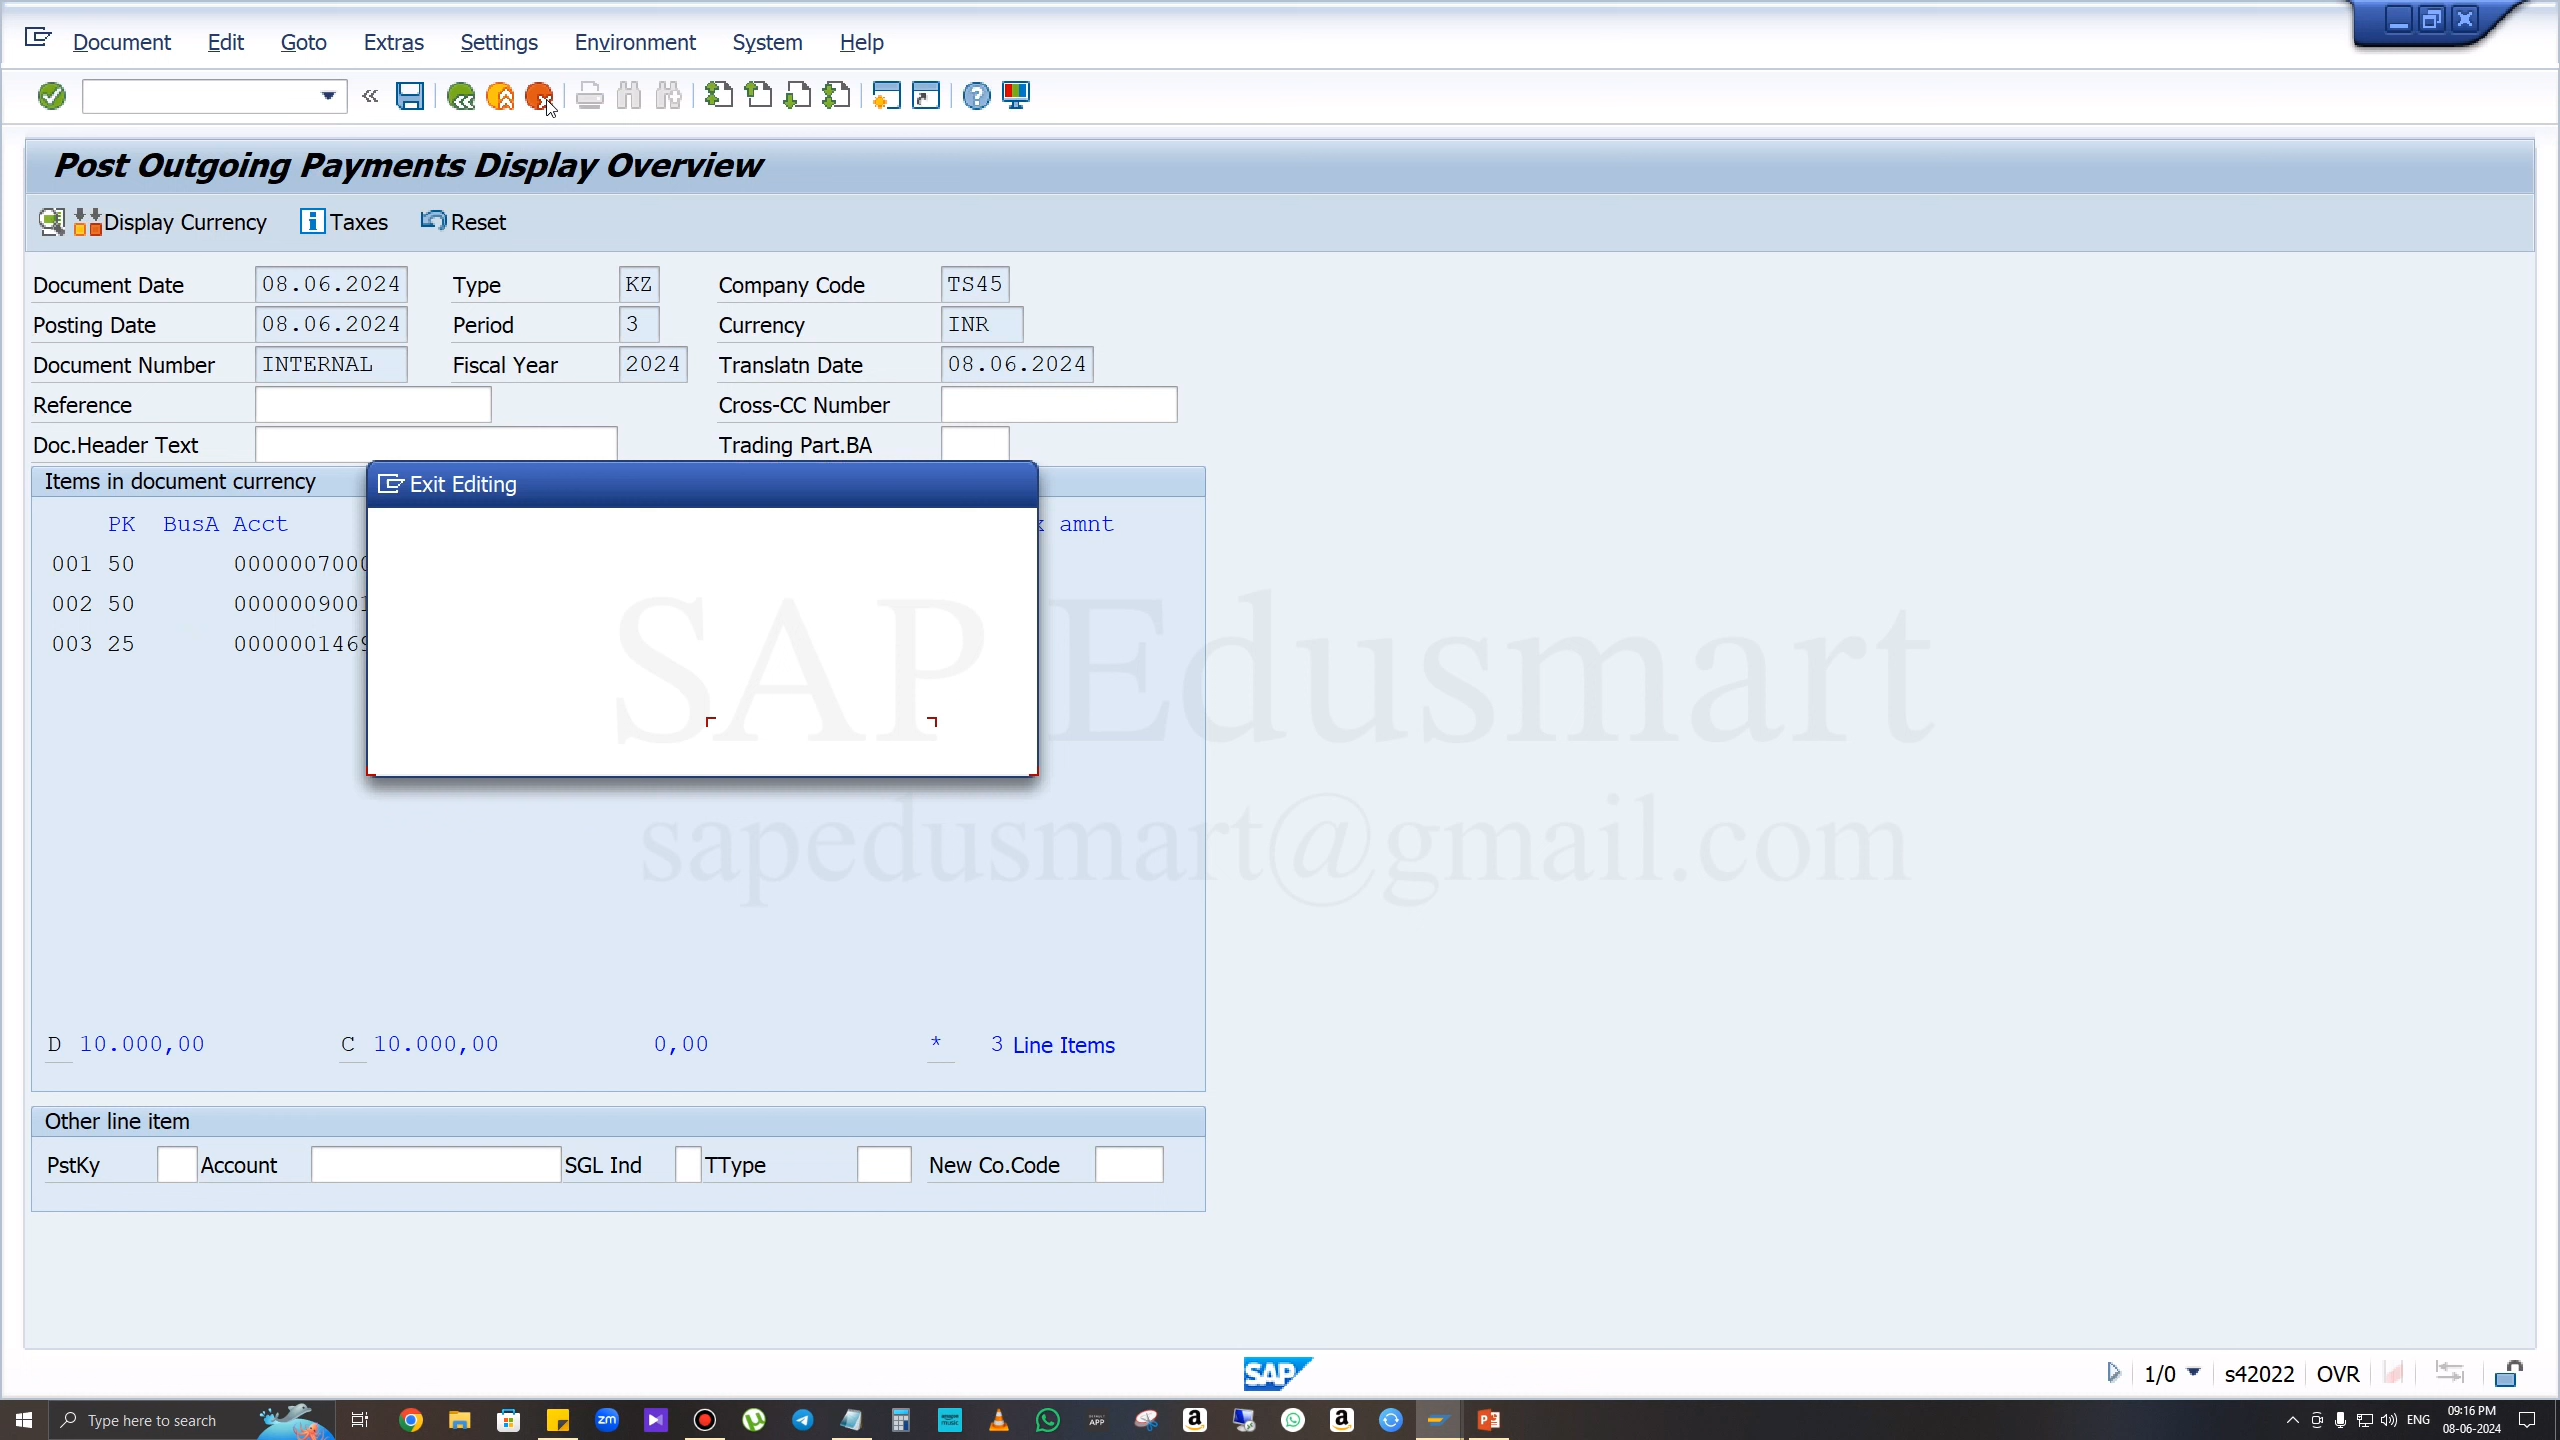 Document Edit Goto Extras Settings Environment System Help
Post Outgoing Payments Display Overview
Display Currency Taxes Reset
Document Date 08.06.2024 Type KZ Company Code TS45
Posting Date 08.06.2024 Period 3 Currency INR
Document Number INTERNAL Fiscal Year 2024 Translatn Date 08.06.2024
Reference Cross-CC Number
Doc.Header Text Trading Part.BA
Items in document currency
Exit Editing
PK BusA Acct amnt
001 50 0000007000
002 50 0000009001
003 25 000000146
SAP Edusmart
sapedusmart@gmail.com
D 10.000,00 C 10.000,00 0,00 * 3 Line Items
Other line item
PstKy Account SGL Ind TType New Co.Code
SAP 1/0 s42022 OVR
Type here to search
zm
APP
ENG
09:16 PM
08-06-2024